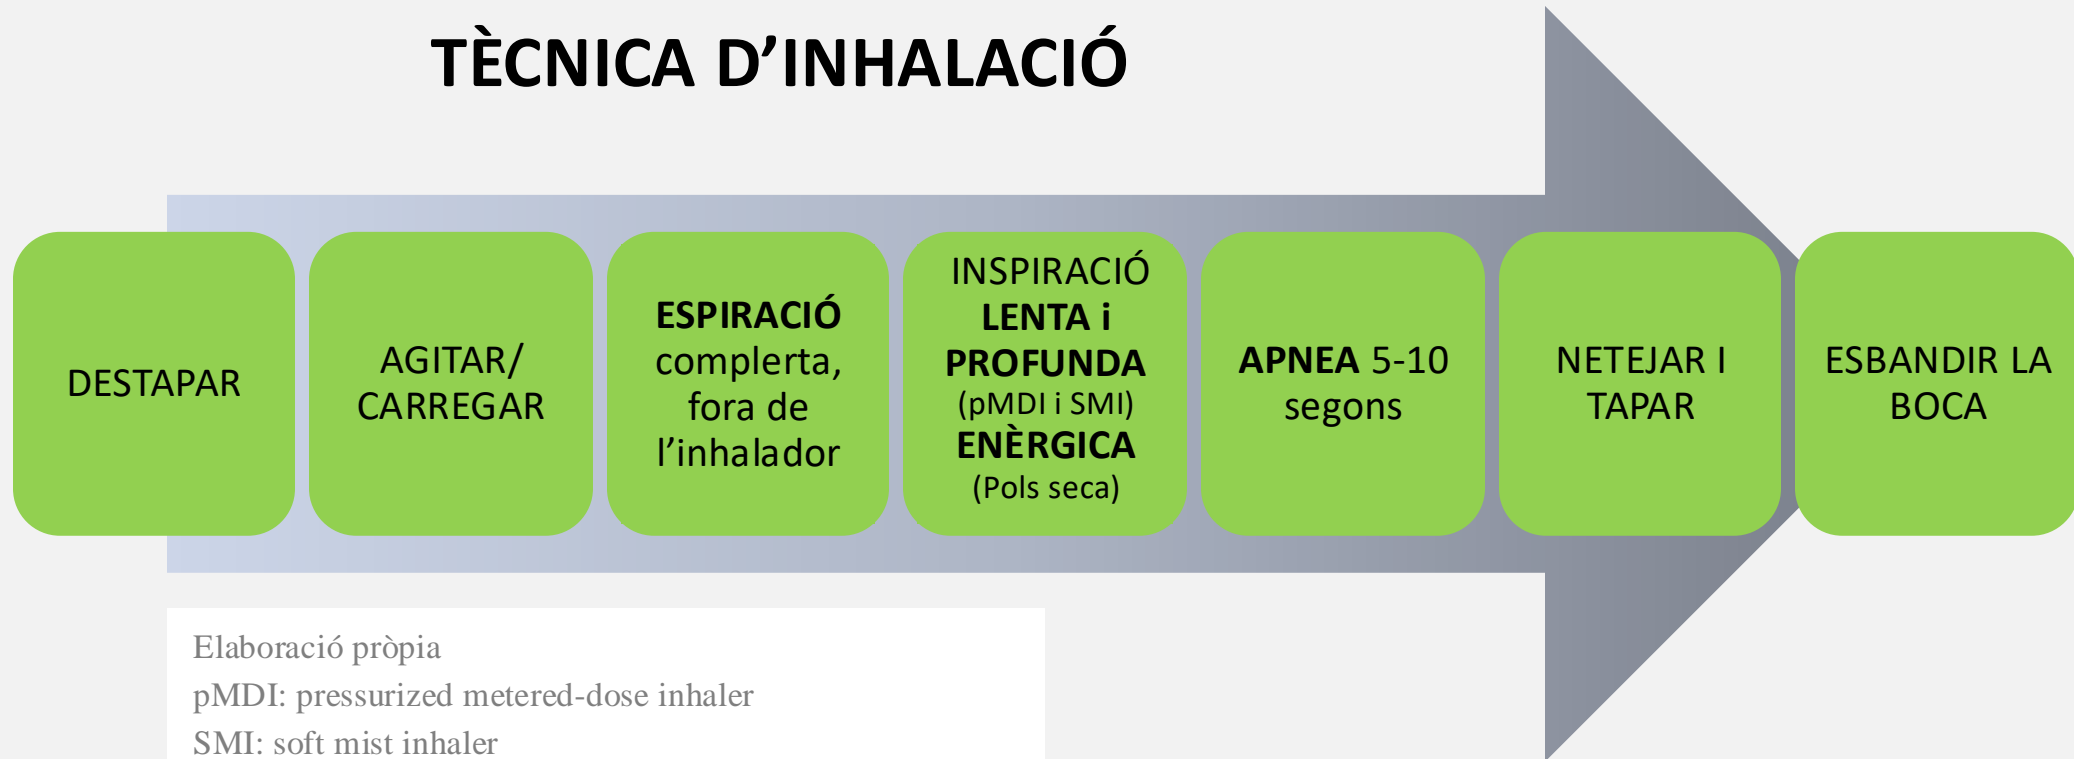 TÈCNICA D’INHALACIÓ
DESTAPAR
AGITAR/
CARREGAR
ESPIRACIÓ
complerta,
fora de
l’inhalador
INSPIRACIÓ
LENTA i
PROFUNDA
(pMDI i SMI)
ENÈRGICA
(Pols seca)
APNEA 5-10
segons
NETEJAR I
TAPAR
ESBANDIR LA
BOCA
Elaboració pròpia
pMDI: pressurized metered-dose inhaler
SMI: soft mist inhaler